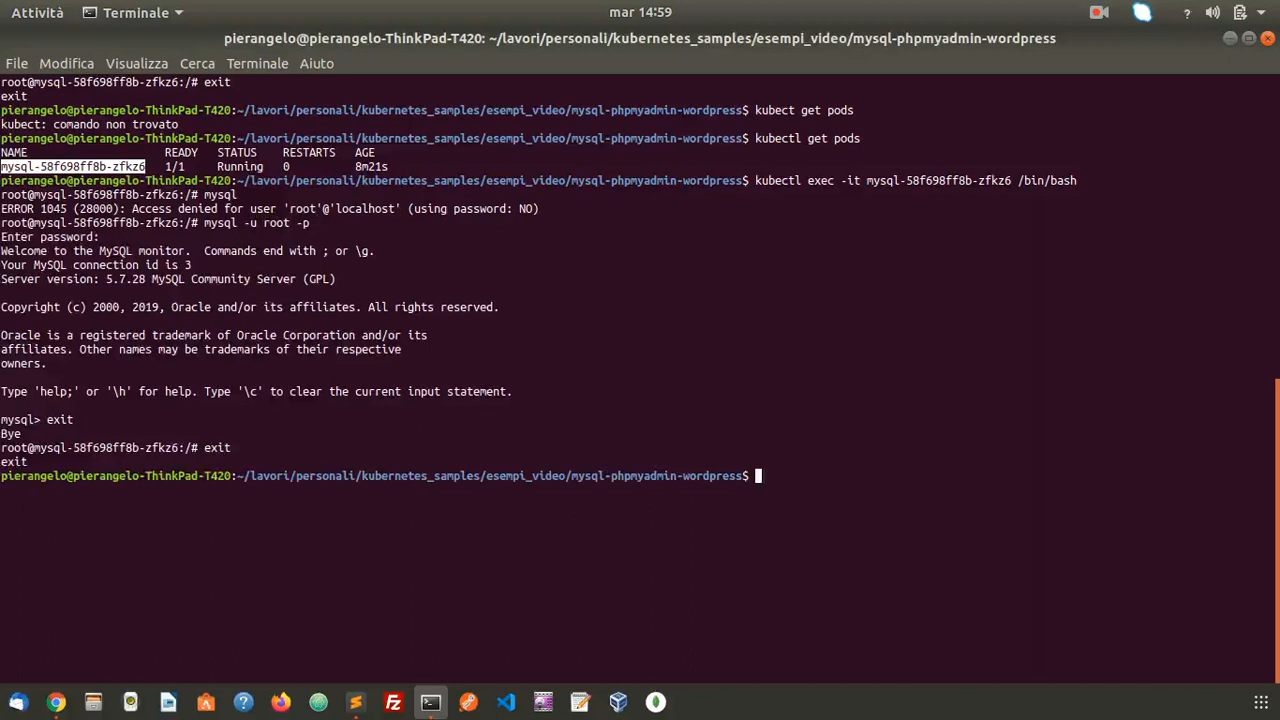 Attività Terminale mar 14:59 ?
pierangelo@pierangelo-ThinkPad-T420: ~/lavori/personali/kubernetes_samples/esempi_video/mysql-phpmyadmin-wordpress
File Modifica Visualizza Cerca Terminale Aiuto
root@mysql-58f698ff8b-zfkz6:/# exit
exit
pierangelo@pierangelo-ThinkPad-T420:~/lavori/personali/kubernetes_samples/esempi_video/mysql-phpmyadmin-wordpress$ kubect get pods
kubect: comando non trovato
pierangelo@pierangelo-ThinkPad-T420:~/lavori/personali/kubernetes_samples/esempi_video/mysql-phpmyadmin-wordpress$ kubectl get pods
NAME READY STATUS RESTARTS AGE
mysql-58f698ff8b-zfkz6 1/1 Running 0 8m21s
pierangelo@pierangelo-ThinkPad-T420:~/lavori/personali/kubernetes_samples/esempi_video/mysql-phpmyadmin-wordpress$ kubectl exec -it mysql-58f698ff8b-zfkz6 /bin/bash
root@mysql-58f698ff8b-zfkz6:/# mysql
ERROR 1045 (28000): Access denied for user 'root'@'localhost' (using password: NO)
root@mysql-58f698ff8b-zfkz6:/# mysql -u root -p
Enter password:
Welcome to the MySQL monitor.  Commands end with ; or \g.
Your MySQL connection id is 3
Server version: 5.7.28 MySQL Community Server (GPL)
Copyright (c) 2000, 2019, Oracle and/or its affiliates. All rights reserved.
Oracle is a registered trademark of Oracle Corporation and/or its
affiliates. Other names may be trademarks of their respective
owners.
Type 'help;' or '\h' for help. Type '\c' to clear the current input statement.
mysql> exit
Bye
root@mysql-58f698ff8b-zfkz6:/# exit
exit
pierangelo@pierangelo-ThinkPad-T420:~/lavori/personali/kubernetes_samples/esempi_video/mysql-phpmyadmin-wordpress$